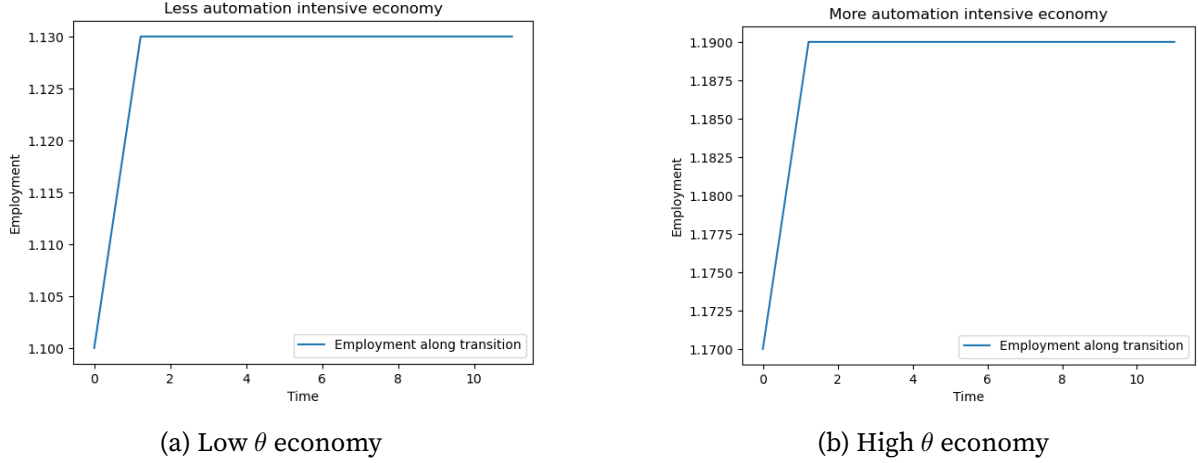 Less automation intensive economy
1.130
1.125
1.120
1.115
1.110
1.105
1.100
Employment
0 2 4 6 8 10
Time
Employment along transition
(a) Low θ economy
More automation intensive economy
1.1900
1.1875
1.1850
1.1825
1.1800
1.1775
1.1750
1.1725
1.1700
Employment
0 2 4 6 8 10
Time
Employment along transition
(b) High θ economy